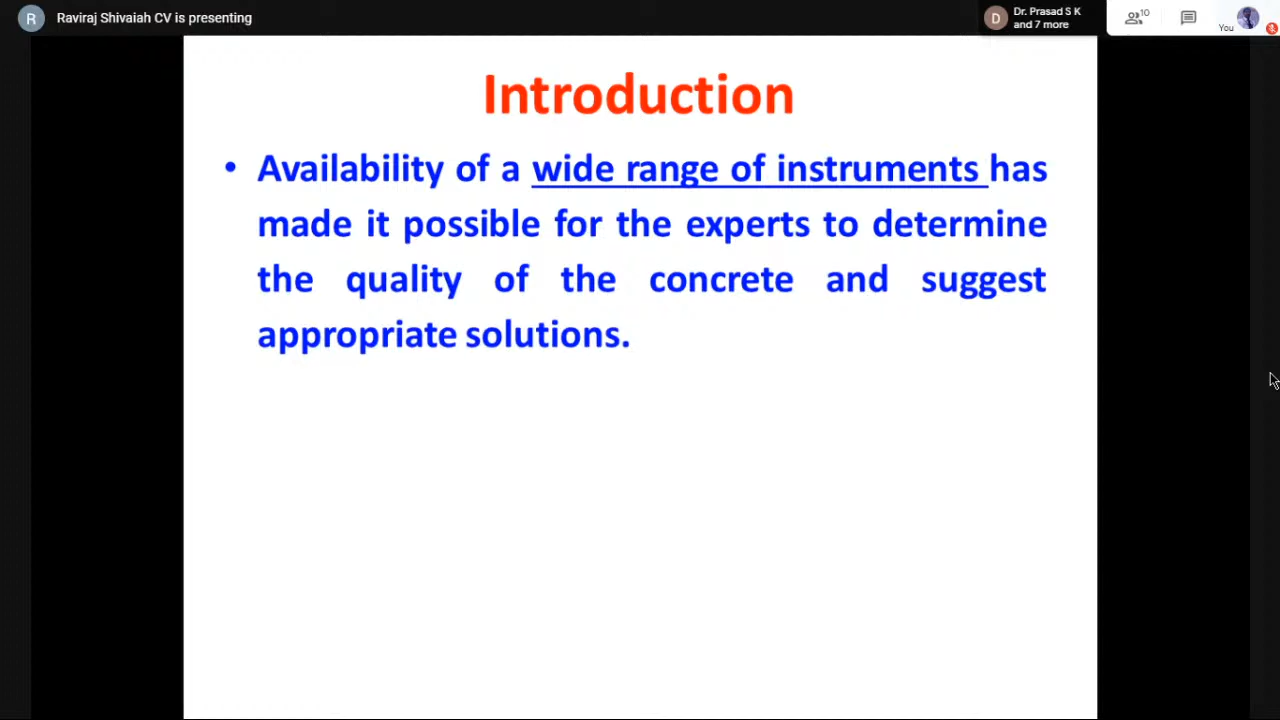 R Raviraj Shivaiah CV is presenting
D Dr. Prasad S K
and 7 more
10
You
Introduction
• Availability of a wide range of instruments has
made it possible for the experts to determine
the quality of the concrete and suggest
appropriate solutions.